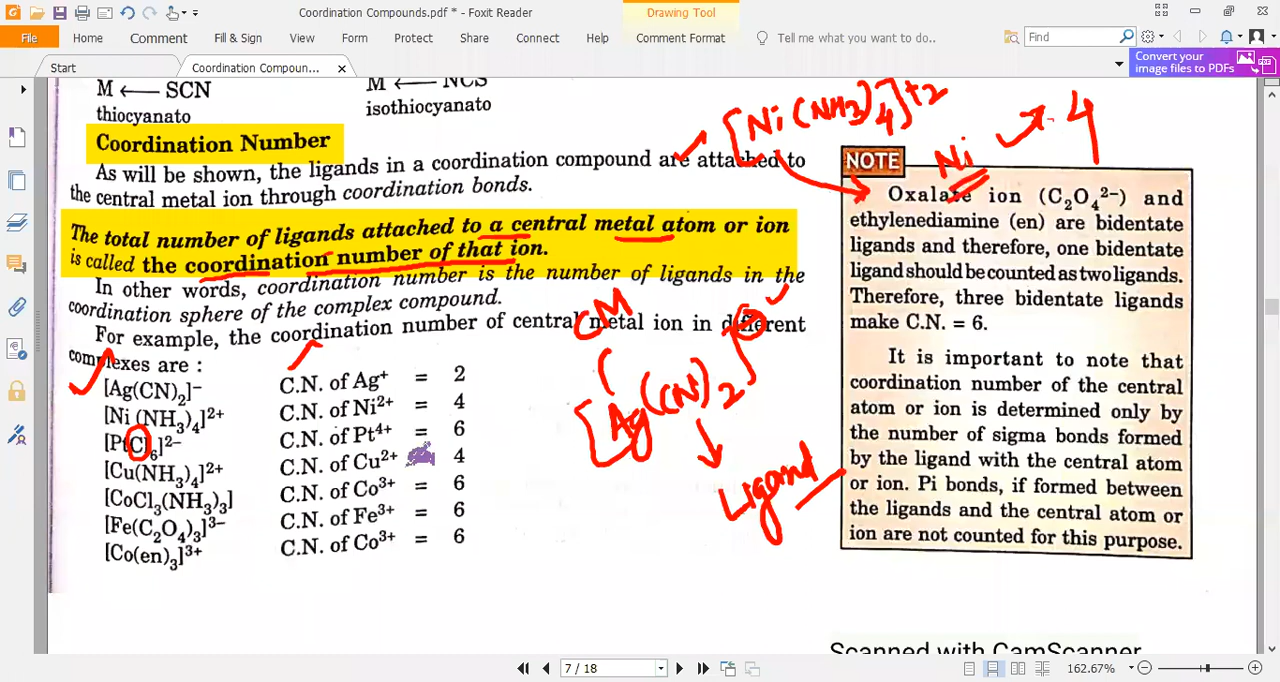 Coordination Compounds.pdf * - Foxit Reader
Drawing Tool
File Home Comment Fill & Sign View Form Protect Share Connect Help Comment Format Tell me what you want to do.. Find
Start Coordination Compoun...
Convert your
image files to PDFs
M ⟵ SCN M ⟵ NCS
thiocyanato isothiocyanato
Coordination Number
As will be shown, the ligands in a coordination compound are attached to
the central metal ion through coordination bonds.
The total number of ligands attached to a central metal atom or ion
is called the coordination number of that ion.
In other words, coordination number is the number of ligands in the
coordination sphere of the complex compound.
For example, the coordination number of central metal ion in different
complexes are :
[Ag(CN)₂]⁻ C.N. of Ag⁺ = 2
[Ni (NH₃)₄]²⁺ C.N. of Ni²⁺ = 4
[PtCl₆]²⁻ C.N. of Pt⁴⁺ = 6
[Cu(NH₃)₄]²⁺ C.N. of Cu²⁺ = 4
[CoCl₃(NH₃)₃] C.N. of Co³⁺ = 6
[Fe(C₂O₄)₃]³⁻ C.N. of Fe³⁺ = 6
[Co(en)₃]³⁺ C.N. of Co³⁺ = 6
[Ni(NH3)4]+2
Ni → 4
CM
[Ag(CN)2]⊖
Ligand
NOTE
Oxalate ion (C₂O₄²⁻) and
ethylenediamine (en) are bidentate
ligands and therefore, one bidentate
ligand should be counted as two ligands.
Therefore, three bidentate ligands
make C.N. = 6.
It is important to note that
coordination number of the central
atom or ion is determined only by
the number of sigma bonds formed
by the ligand with the central atom
or ion. Pi bonds, if formed between
the ligands and the central atom or
ion are not counted for this purpose.
Scanned with CamScanner
7 / 18 162.67%